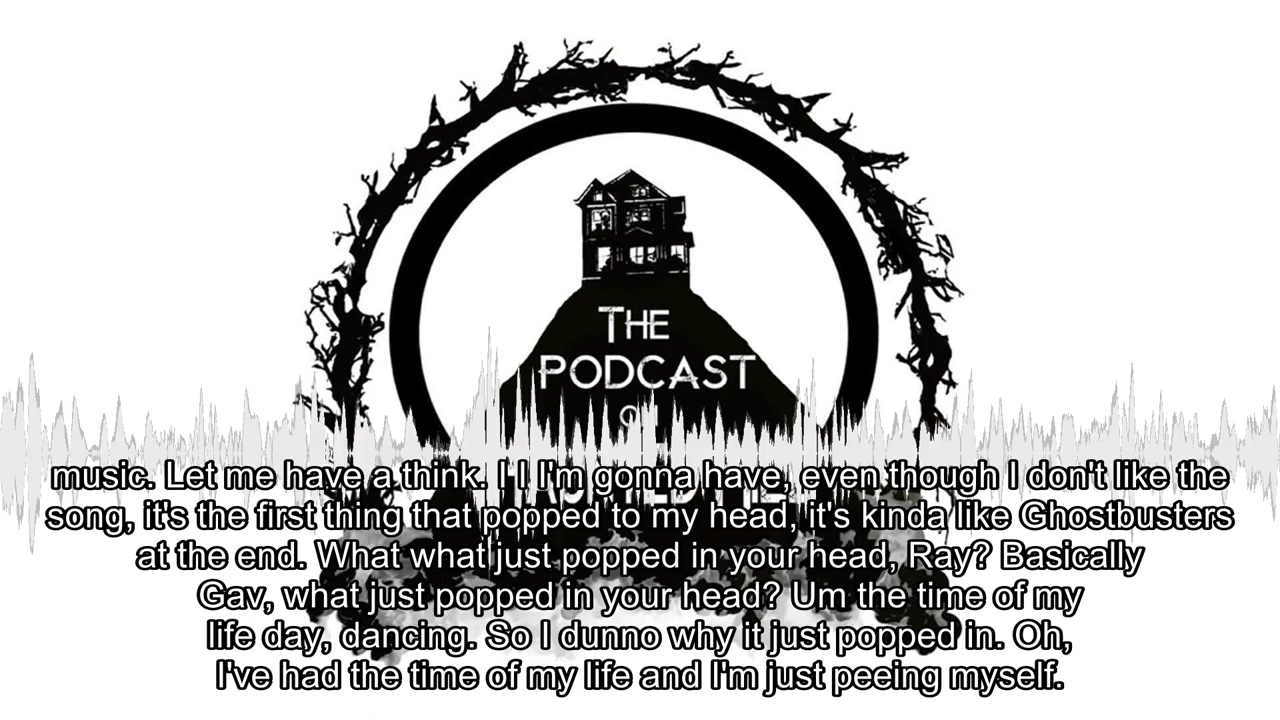 THE
PODCAST
music. Let me have a think. I I I'm gonna have, even though I don't like the
song, it's the first thing that popped to my head, it's kinda like Ghostbusters
at the end. What what just popped in your head, Ray? Basically
Gav, what just popped in your head? Um the time of my
life day, dancing. So I dunno why it just popped in. Oh,
I've had the time of my life and I'm just peeing myself.